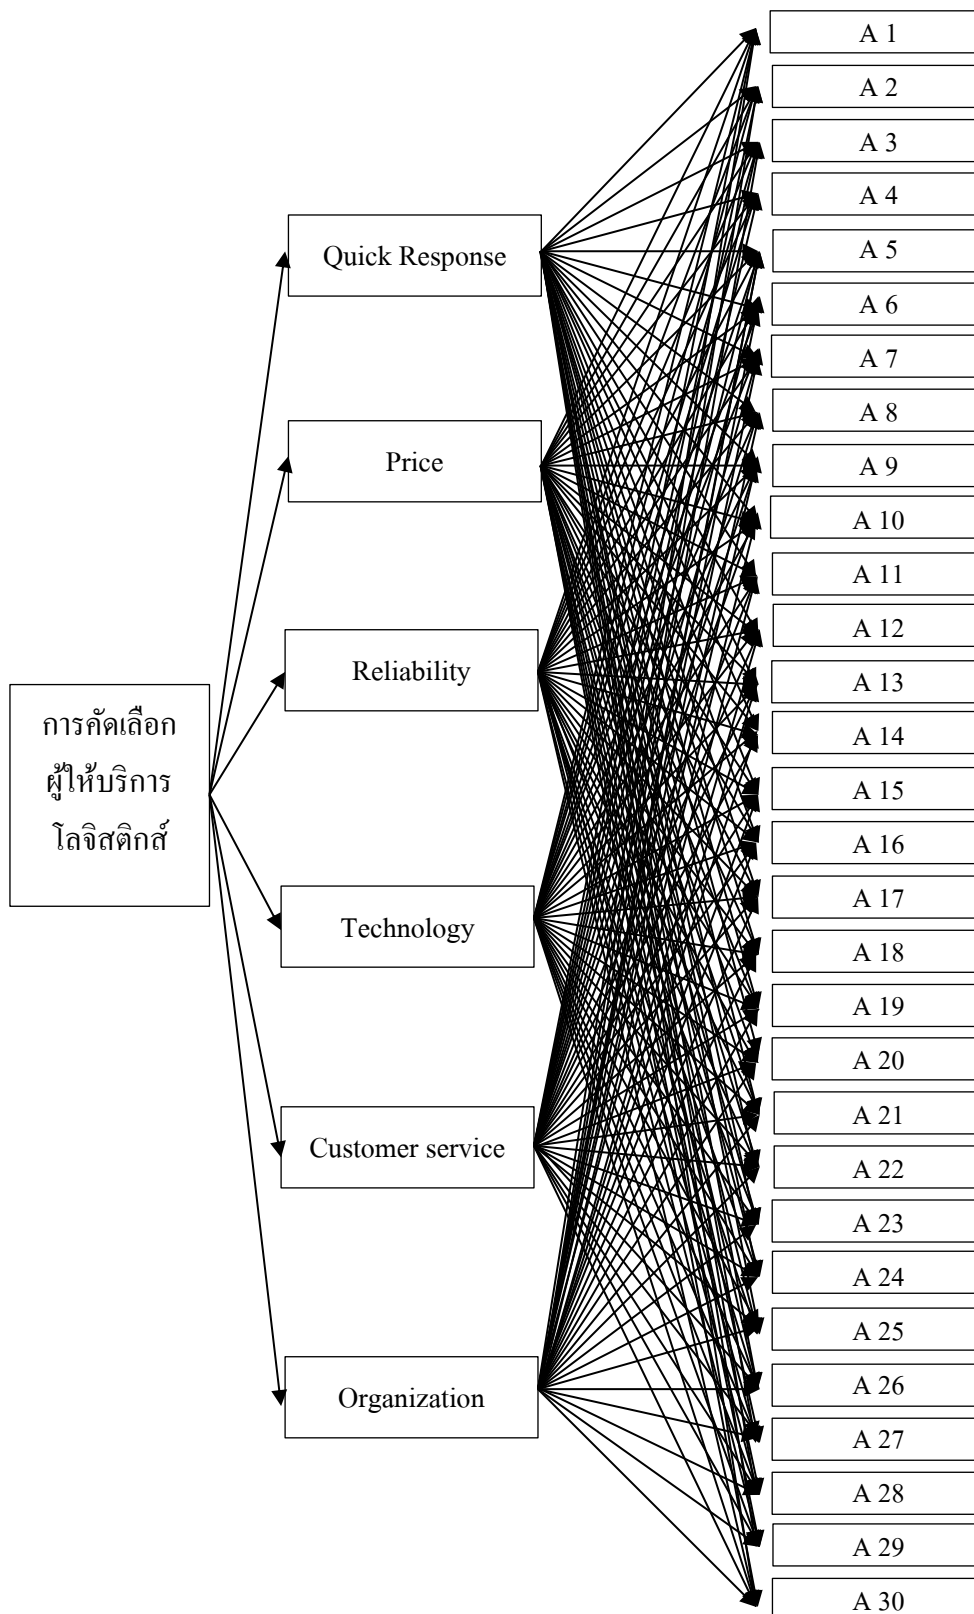 การคัดเลือก
ผู้ให้บริการ
โลจิสติกส์
Quick Response
Price
Reliability
Technology
Customer service
Organization
A 1
A 2
A 3
A 4
A 5
A 6
A 7
A 8
A 9
A 10
A 11
A 12
A 13
A 14
A 15
A 16
A 17
A 18
A 19
A 20
A 21
A 22
A 23
A 24
A 25
A 26
A 27
A 28
A 29
A 30